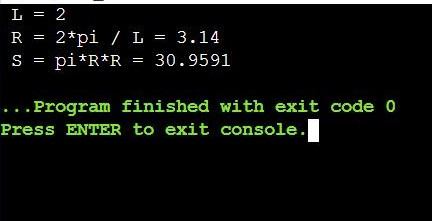 L = 2
R = 2*pi / L = 3.14
S = pi*R*R = 30.9591
...Program finished with exit code 0
Press ENTER to exit console.